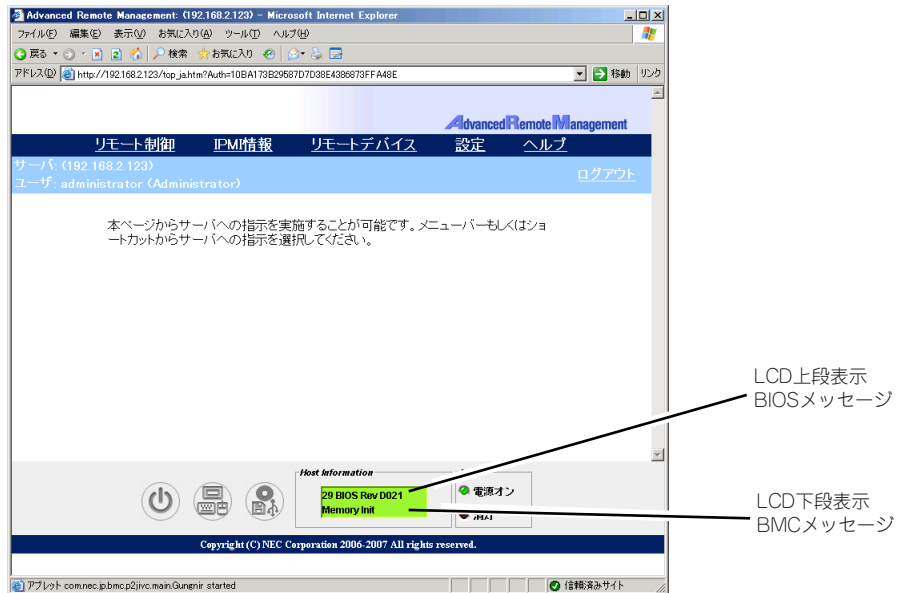 Advanced Remote Management: (192.168.2.123) - Microsoft Internet Explorer
ファイル(F) 編集(E) 表示(V) お気に入り(A) ツール(T) ヘルプ(H)
戻る 検索 お気に入り
アドレス(D) http://192.168.2.123/top_ja.htm?Auth=10BA173B29587D7D38E4386873FFA48E 移動 リンク
Advanced Remote Management
リモート制御 IPMI情報 リモートデバイス 設定 ヘルプ
サーバ: (192.168.2.123)
ユーザ: administrator (Administrator)
ログアウト
本ページからサーバへの指示を実施することが可能です。メニューバーもしくはショ
ートカットからサーバへの指示を選択してください。
LCD上段表示
BIOSメッセージ
Host Information
29 BIOS Rev D021
Memory Init
電源オン
LCD下段表示
BMCメッセージ
Copyright (C) NEC Corporation 2006-2007 All rights reserved.
アプレット com.nec.jp.bmc.p2jivc.main.Gungnir started
信頼済みサイト